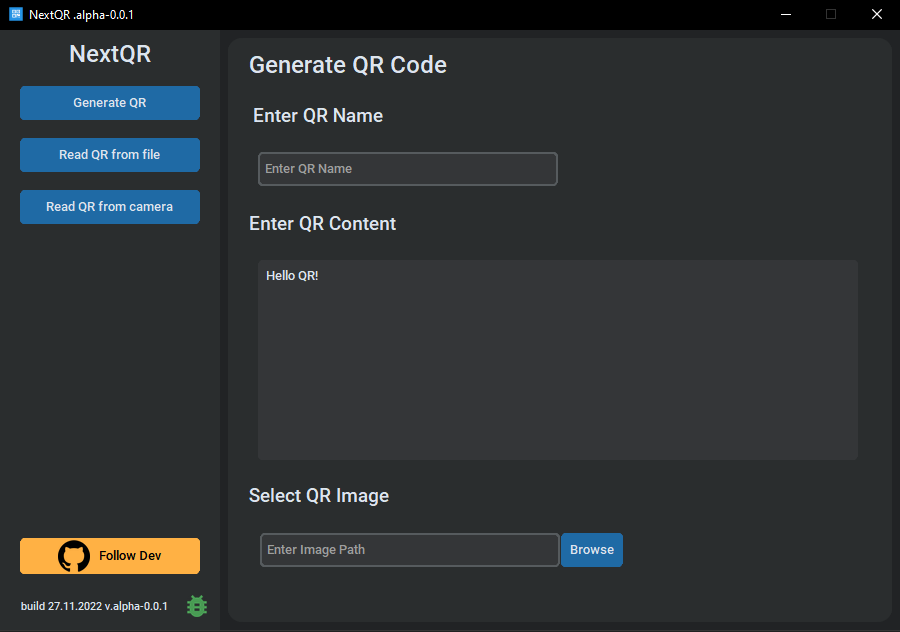 NextQR .alpha-0.0.1
NextQR
Generate QR
Read QR from file
Read QR from camera
Follow Dev
build 27.11.2022 v.alpha-0.0.1
Generate QR Code
Enter QR Name
Enter QR Name
Enter QR Content
Hello QR!
Select QR Image
Enter Image Path
Browse